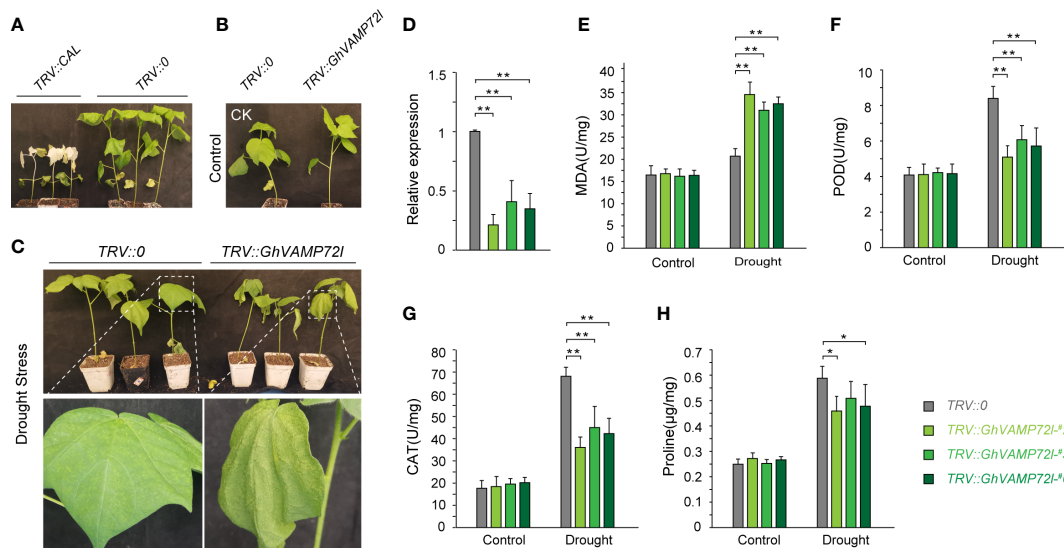 A
TRV::CAL
TRV::0
B
TRV::0
TRV::GhVAMP72l
CK
Control
C
TRV::0
TRV::GhVAMP72l
Drought Stress
D
Relative expression
1.5
1
0.5
0
**
**
**
E
MDA(U/mg)
40
35
30
25
20
15
10
5
0
**
**
**
Control
Drought
F
POD(U/mg)
10
8
6
4
2
0
**
**
**
Control
Drought
G
CAT(U/mg)
80
70
60
50
40
30
20
10
0
**
**
**
Control
Drought
H
Proline(μg/mg)
0.7
0.6
0.5
0.4
0.3
0.2
0.1
0
*
*
Control
Drought
TRV::0
TRV::GhVAMP72l-#
TRV::GhVAMP72l-#
TRV::GhVAMP72l-#